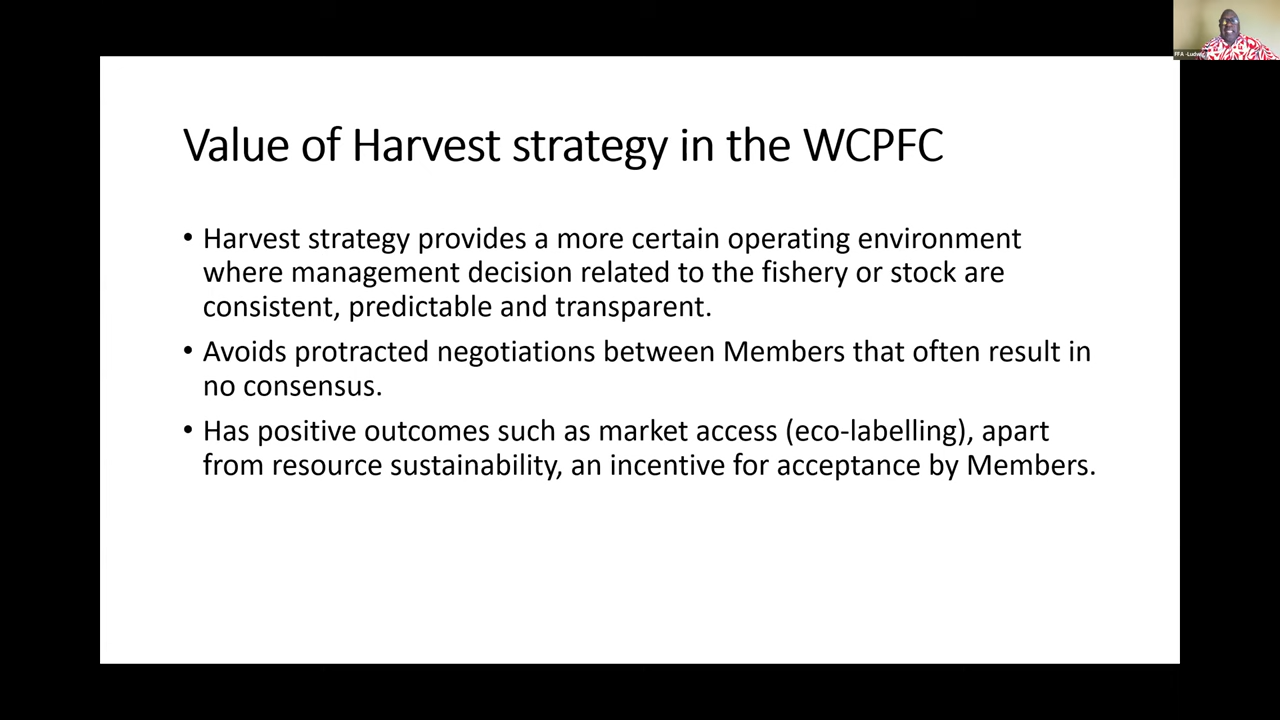 Value of Harvest strategy in the WCPFC
• Harvest strategy provides a more certain operating environment
where management decision related to the fishery or stock are
consistent, predictable and transparent.
• Avoids protracted negotiations between Members that often result in
no consensus.
• Has positive outcomes such as market access (eco-labelling), apart
from resource sustainability, an incentive for acceptance by Members.
FFA